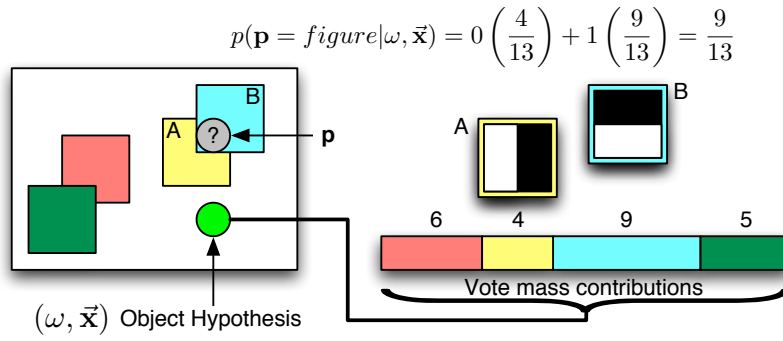 p(𝐩 = figure|ω, x⃗) = 0 (4/13) + 1 (9/13) = 9/13
B
A
?
p
B
A
6 4 9 5
Vote mass contributions
(ω, x⃗) Object Hypothesis